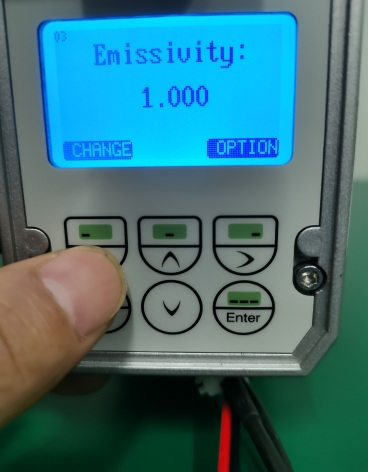 03
Emissivity:
1.000
CHANGE OPTION
Enter